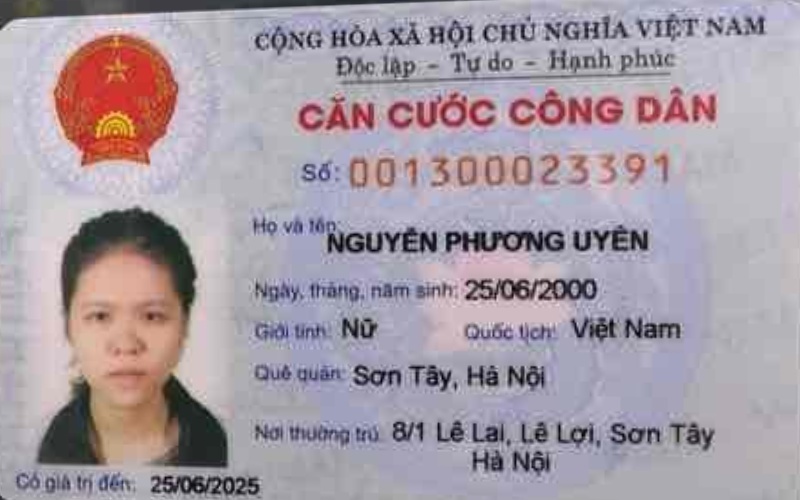 CỘNG HÒA XÃ HỘI CHỦ NGHĨA VIỆT NAM
Độc lập - Tự do - Hạnh phúc
CĂN CƯỚC CÔNG DÂN
Số: 001300023391
Họ và tên:
NGUYỄN PHƯƠNG UYÊN
Ngày, tháng, năm sinh: 25/06/2000
Giới tính: Nữ Quốc tịch: Việt Nam
Quê quán: Sơn Tây, Hà Nội
Nơi thường trú: 8/1 Lê Lai, Lê Lợi, Sơn Tây
Hà Nội
Có giá trị đến: 25/06/2025